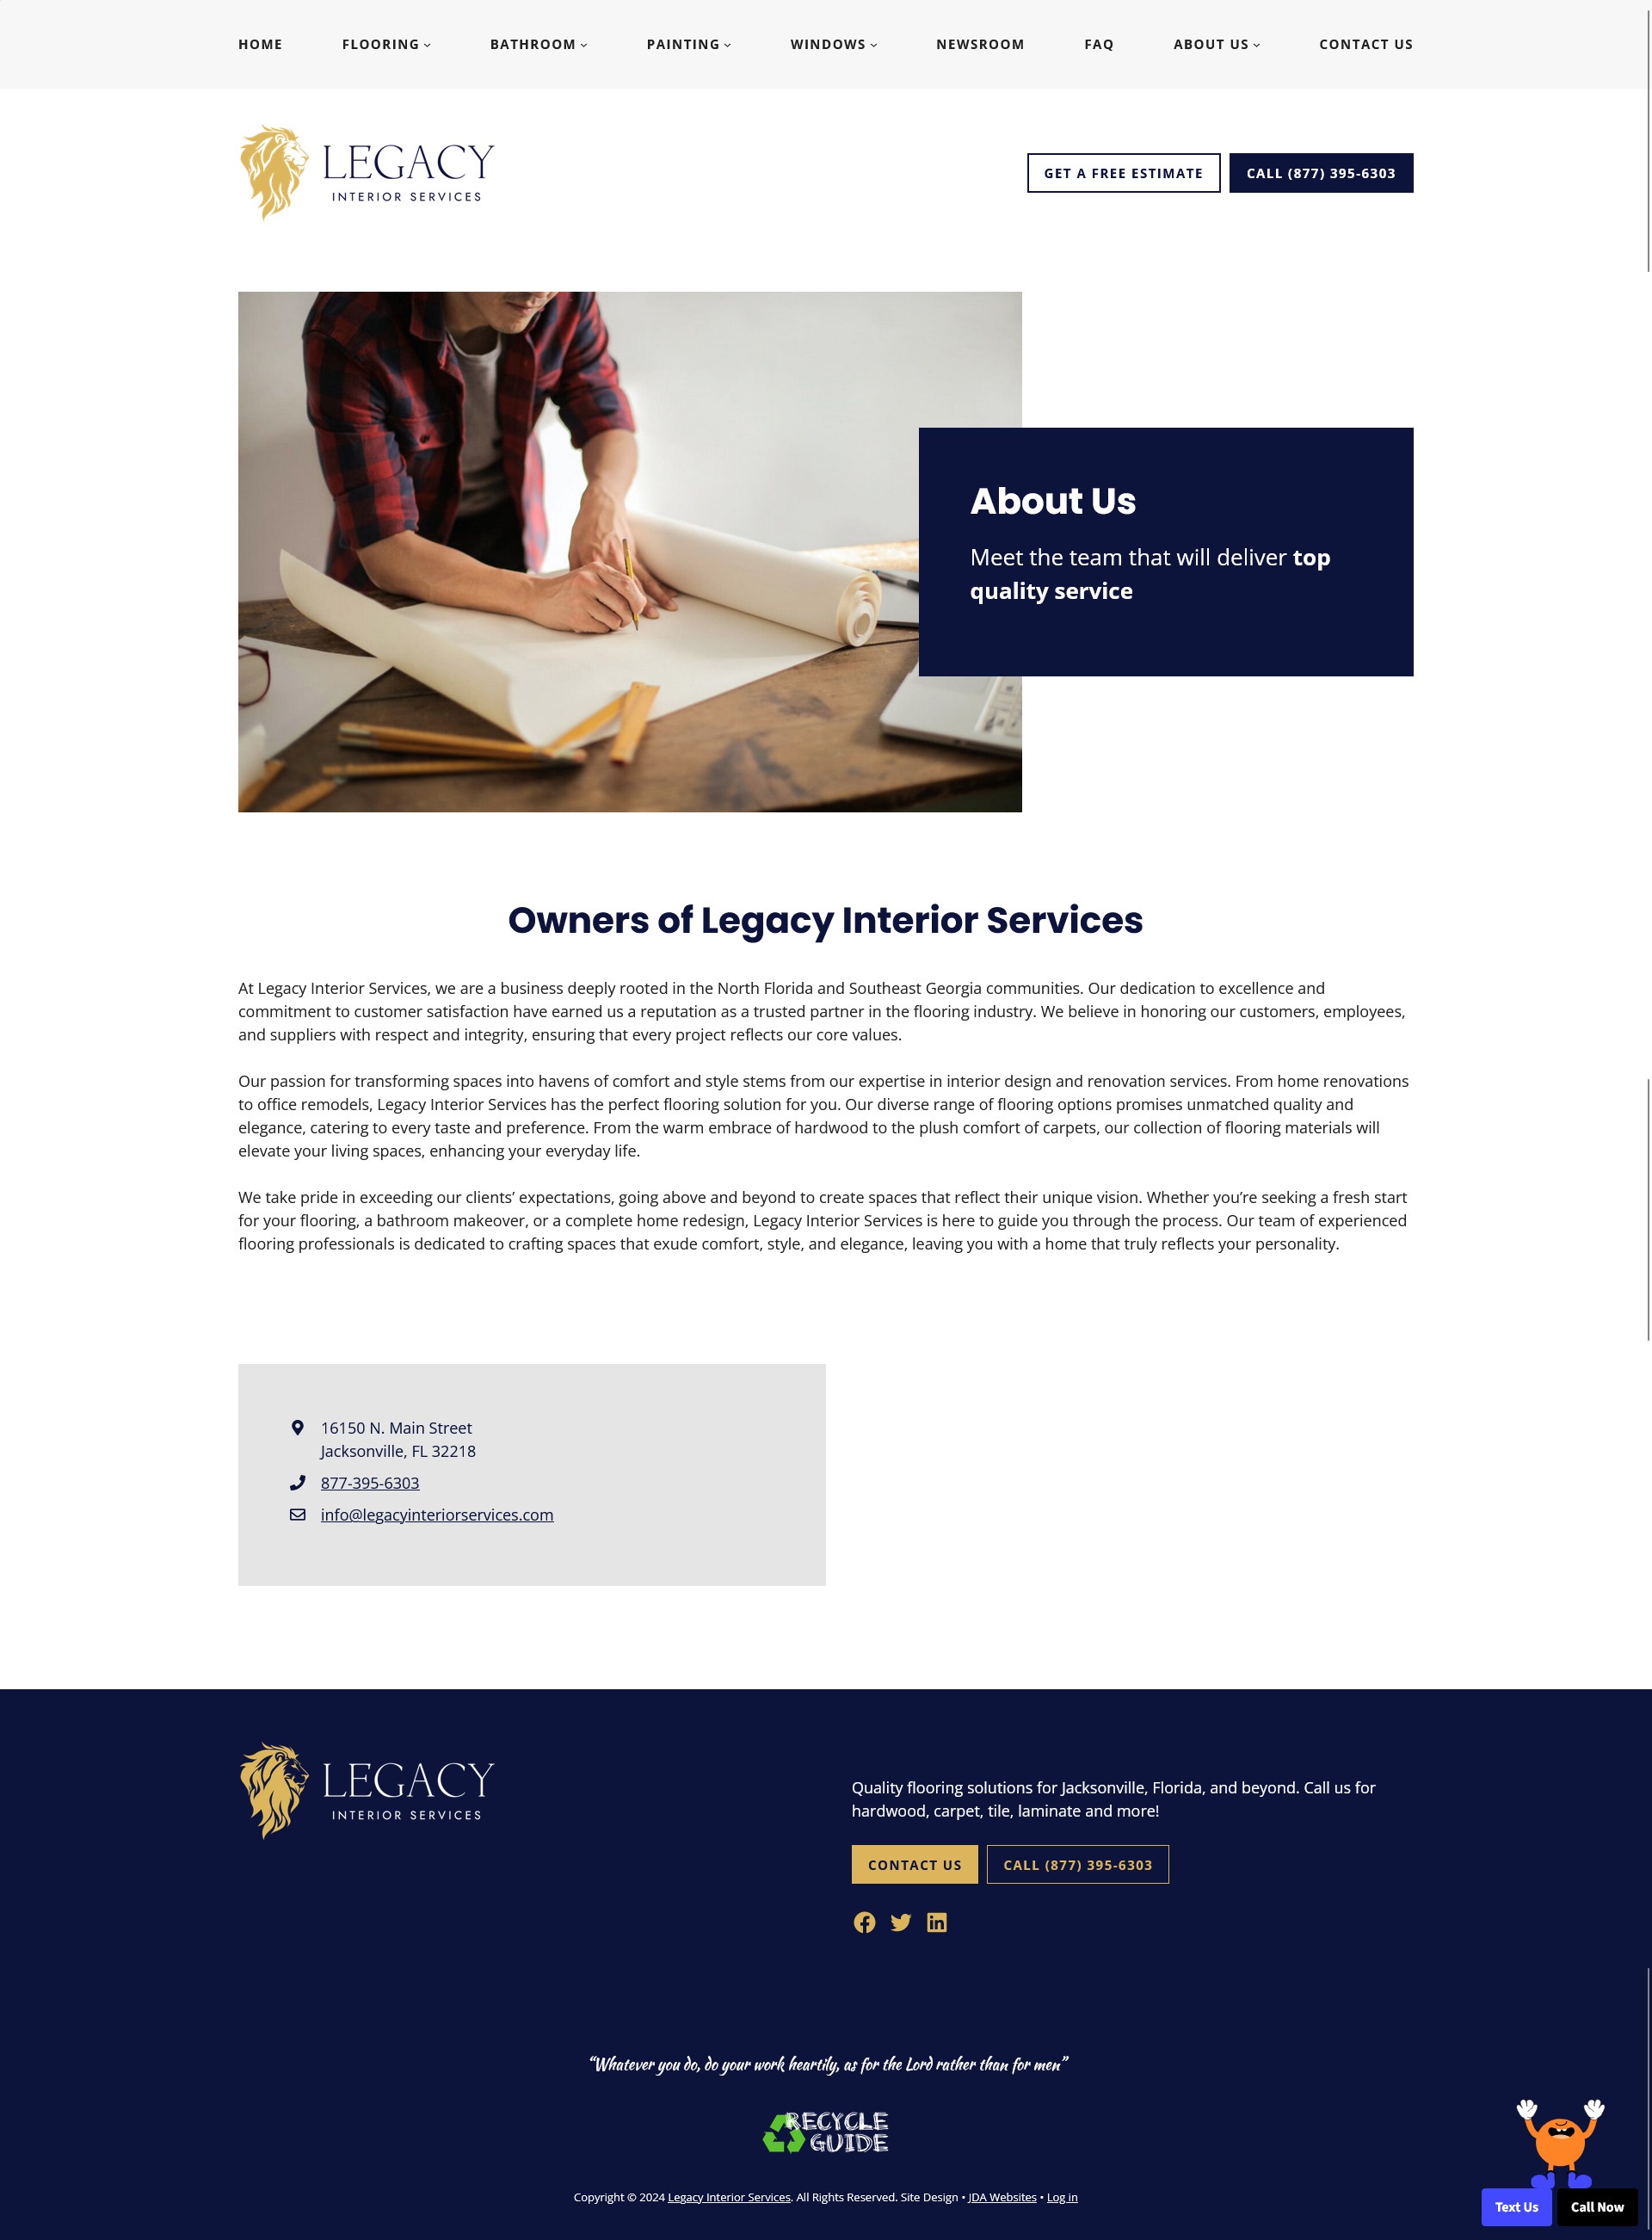 HOME FLOORING BATHROOM PAINTING WINDOWS NEWSROOM FAQ ABOUT US CONTACT US
LEGACY
INTERIOR SERVICES
GET A FREE ESTIMATE CALL (877) 395-6303
About Us
Meet the team that will deliver top
quality service
Owners of Legacy Interior Services
At Legacy Interior Services, we are a business deeply rooted in the North Florida and Southeast Georgia communities. Our dedication to excellence and
commitment to customer satisfaction have earned us a reputation as a trusted partner in the flooring industry. We believe in honoring our customers, employees,
and suppliers with respect and integrity, ensuring that every project reflects our core values.
Our passion for transforming spaces into havens of comfort and style stems from our expertise in interior design and renovation services. From home renovations
to office remodels, Legacy Interior Services has the perfect flooring solution for you. Our diverse range of flooring options promises unmatched quality and
elegance, catering to every taste and preference. From the warm embrace of hardwood to the plush comfort of carpets, our collection of flooring materials will
elevate your living spaces, enhancing your everyday life.
We take pride in exceeding our clients’ expectations, going above and beyond to create spaces that reflect their unique vision. Whether you’re seeking a fresh start
for your flooring, a bathroom makeover, or a complete home redesign, Legacy Interior Services is here to guide you through the process. Our team of experienced
flooring professionals is dedicated to crafting spaces that exude comfort, style, and elegance, leaving you with a home that truly reflects your personality.
16150 N. Main Street
Jacksonville, FL 32218
877-395-6303
info@legacyinteriorservices.com
LEGACY
INTERIOR SERVICES
Quality flooring solutions for Jacksonville, Florida, and beyond. Call us for
hardwood, carpet, tile, laminate and more!
CONTACT US CALL (877) 395-6303
“Whatever you do, do your work heartily, as for the Lord rather than for men”
RECYCLE
GUIDE
Copyright © 2024 Legacy Interior Services. All Rights Reserved. Site Design • JDA Websites • Log in
Text Us Call Now